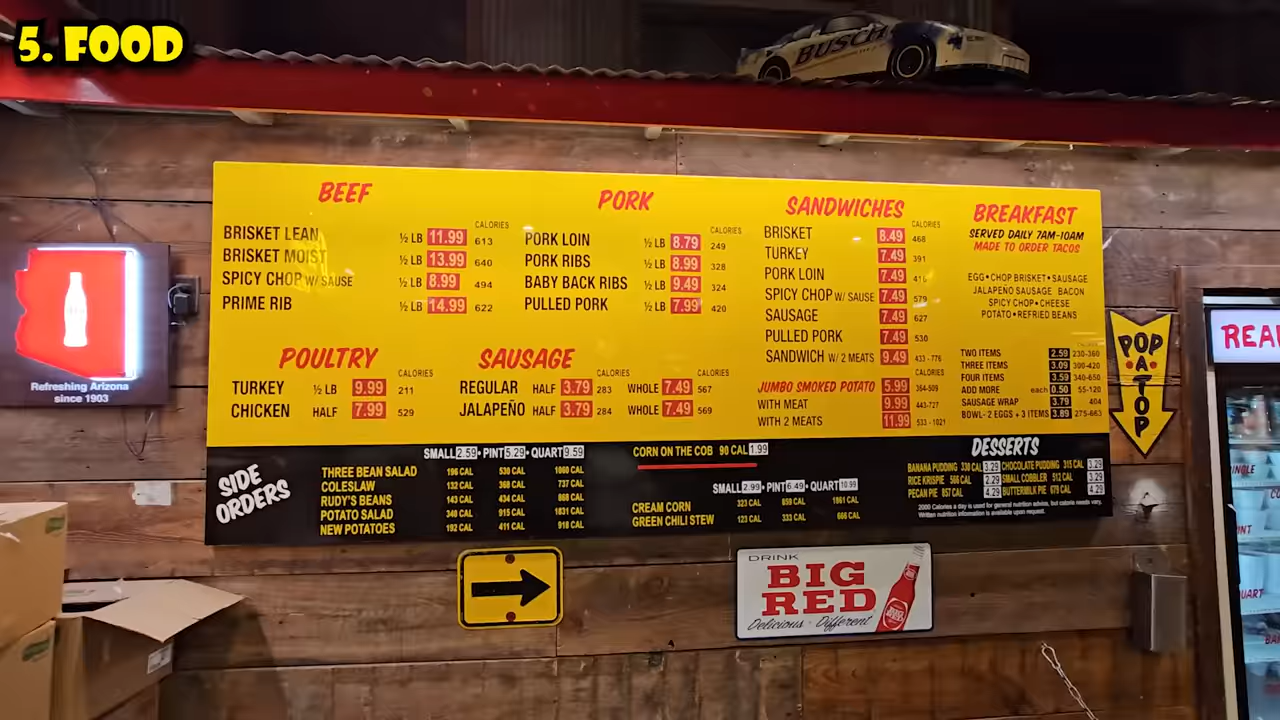 5. FOOD
BUSCH
BEEF
CALORIES
BRISKET LEAN ½ LB 11.99 613
BRISKET MOIST ½ LB 13.99 640
SPICY CHOP W/ SAUSE ½ LB 8.99 494
PRIME RIB ½ LB 14.99 622
PORK
CALORIES
PORK LOIN ½ LB 8.79 249
PORK RIBS ½ LB 8.99 328
BABY BACK RIBS ½ LB 9.49 324
PULLED PORK ½ LB 7.99 420
SANDWICHES
CALORIES
BRISKET 8.49 468
TURKEY 7.49 391
PORK LOIN 7.49
SPICY CHOP W/ SAUSE 7.49 579
SAUSAGE 7.49 627
PULLED PORK 7.49 530
SANDWICH W/ 2 MEATS 9.49 433 - 776
JUMBO SMOKED POTATO 5.99 354-509
WITH MEAT 9.99 443-727
WITH 2 MEATS 11.99 533 - 1021
BREAKFAST
SERVED DAILY 7AM-10AM
MADE TO ORDER TACOS
EGG•CHOP BRISKET•SAUSAGE
JALAPEÑO SAUSAGE BACON
SPICY CHOP•CHEESE
POTATO•REFRIED BEANS
CALORIES
TWO ITEMS 2.59 230-360
THREE ITEMS 3.09 300-420
FOUR ITEMS 3.59 340-650
ADD MORE each 0.50 55-120
SAUSAGE WRAP 3.79 404
BOWL- 2 EGGS + 3 ITEMS 3.89 275-663
POULTRY
CALORIES
TURKEY ½ LB 9.99 211
CHICKEN HALF 7.99 529
SAUSAGE
CALORIES CALORIES
REGULAR HALF 3.79 283 WHOLE 7.49 567
JALAPEÑO HALF 3.79 284 WHOLE 7.49 569
SIDE
ORDERS
SMALL 2.59•PINT 5.29•QUART 9.59
THREE BEAN SALAD 196 CAL 530 CAL 1060 CAL
COLESLAW 132 CAL 368 CAL 737 CAL
RUDY'S BEANS 143 CAL 434 CAL 868 CAL
POTATO SALAD 340 CAL 915 CAL 1831 CAL
NEW POTATOES 192 CAL 411 CAL 918 CAL
CORN ON THE COB 90 CAL 1.99
SMALL 2.99•PINT 6.49•QUART 10.99
CREAM CORN 323 CAL 859 CAL 1861 CAL
GREEN CHILI STEW 123 CAL 333 CAL 666 CAL
DESSERTS
BANANA PUDDING 330 CAL 3.29 CHOCOLATE PUDDING 315 CAL 3.29
RICE KRISPIE 566 CAL 2.29 SMALL COBBLER 512 CAL 3.29
PECAN PIE 857 CAL 4.29 BUTTERMILK PIE 679 CAL 4.29
2000 Calories a day is used for general nutrition advice, but calorie needs vary.
Written nutrition information is available upon request.
Refreshing Arizona
since 1903
POP
A
TOP
DRINK
BIG
RED
Delicious - Different
REA